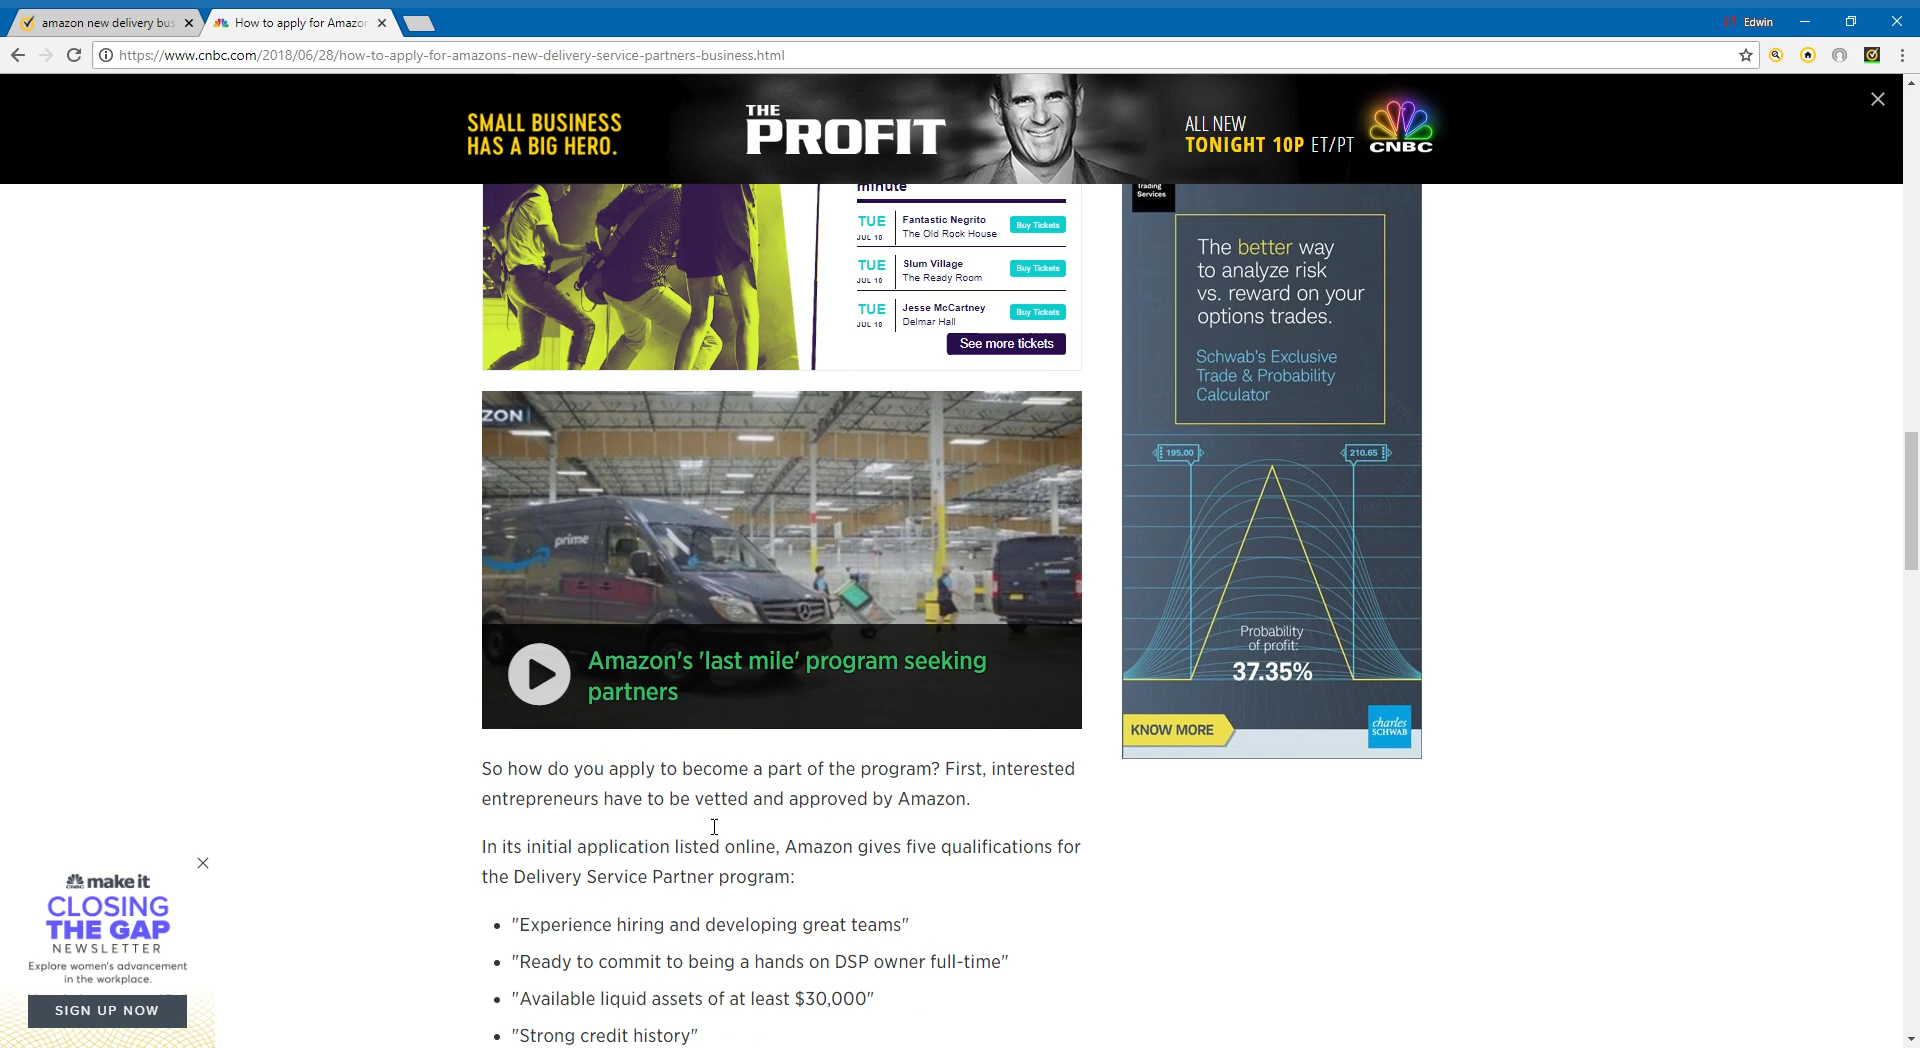 amazon new delivery bus
How to apply for Amazon
Edwin
https://www.cnbc.com/2018/06/28/how-to-apply-for-amazons-new-delivery-service-partners-business.html
SMALL BUSINESS
HAS A BIG HERO.
THE
PROFIT
ALL NEW
TONIGHT 10P ET/PT
CNBC
minute
TUE
JUL 10
Fantastic Negrito
The Old Rock House
Buy Tickets
TUE
JUL 10
Slum Village
The Ready Room
Buy Tickets
TUE
JUL 10
Jesse McCartney
Delmar Hall
Buy Tickets
See more tickets
Trading
Services
The better way
to analyze risk
vs. reward on your
options trades.
Schwab's Exclusive
Trade & Probability
Calculator
195.00
210.65
Probability
of profit:
37.35%
KNOW MORE
charles
SCHWAB
ZON
prime
Amazon's 'last mile' program seeking
partners
So how do you apply to become a part of the program? First, interested
entrepreneurs have to be vetted and approved by Amazon.
In its initial application listed online, Amazon gives five qualifications for
the Delivery Service Partner program:
• "Experience hiring and developing great teams"
• "Ready to commit to being a hands on DSP owner full-time"
• "Available liquid assets of at least $30,000"
• "Strong credit history"
CNBC make it
CLOSING
THE GAP
NEWSLETTER
Explore women's advancement
in the workplace.
SIGN UP NOW